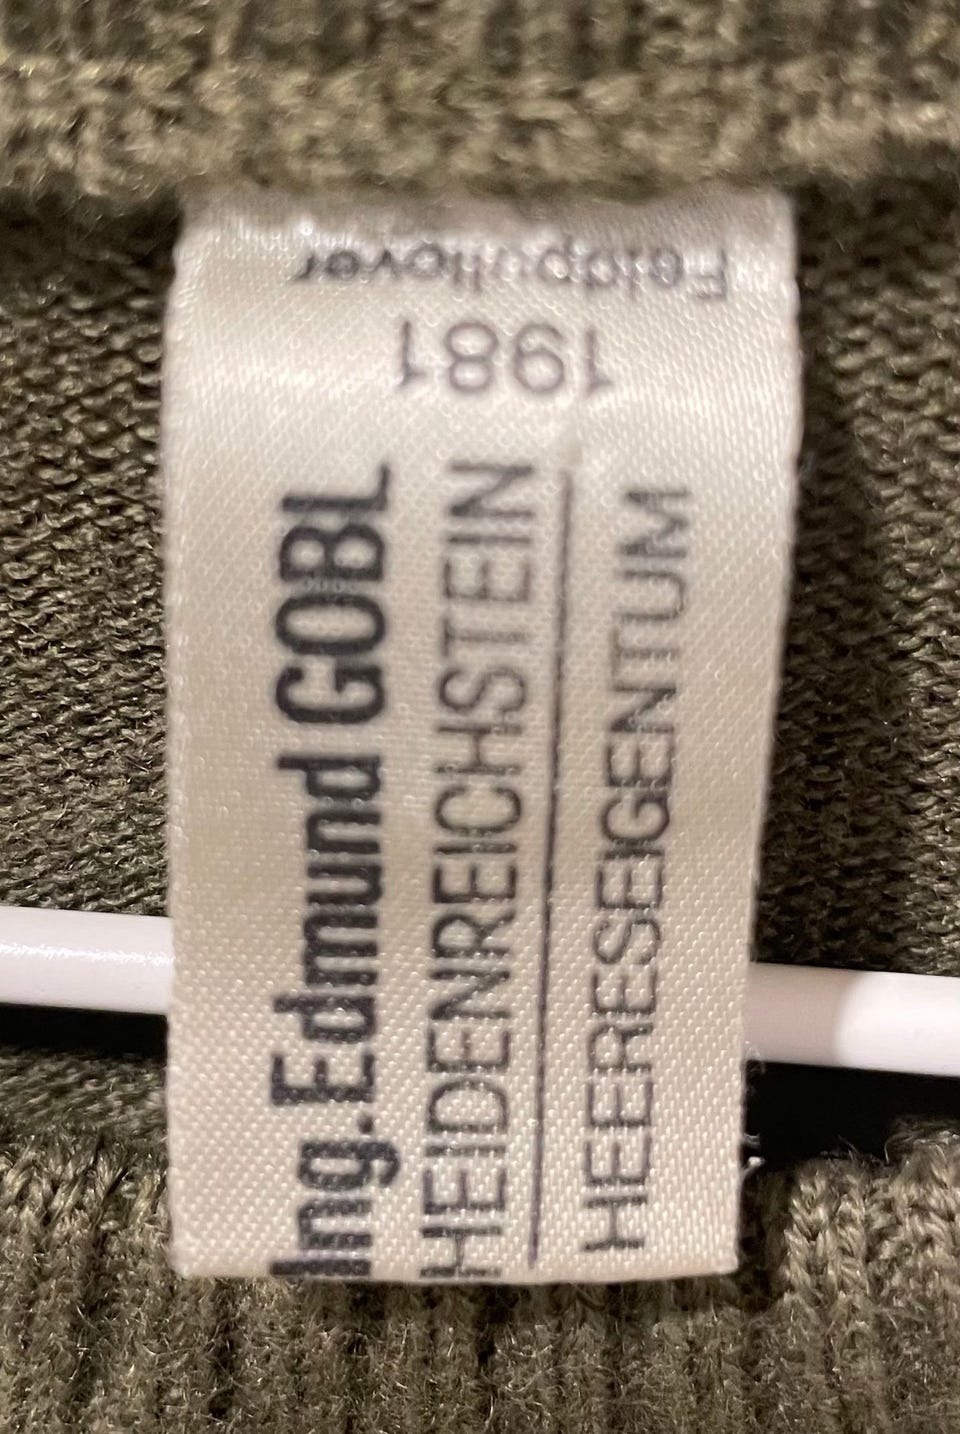 Feldpullover
1981
Ing.Edmund GOBL
HEIDENREICHSTEIN
HEERESEIGENTUM